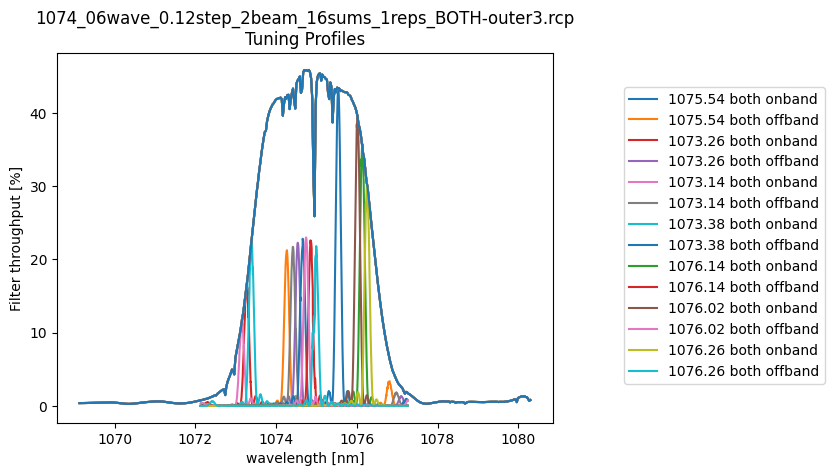 1074_06wave_0.12step_2beam_16sums_1reps_BOTH-outer3.rcp
Tuning Profiles
Filter throughput [%]
40
30
20
10
0
1070
1072
1074
1076
1078
1080
wavelength [nm]
1075.54 both onband
1075.54 both offband
1073.26 both onband
1073.26 both offband
1073.14 both onband
1073.14 both offband
1073.38 both onband
1073.38 both offband
1076.14 both onband
1076.14 both offband
1076.02 both onband
1076.02 both offband
1076.26 both onband
1076.26 both offband